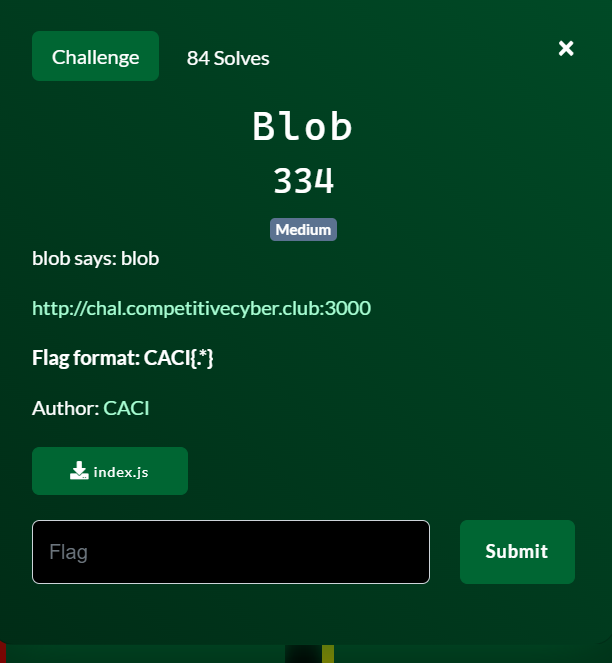 Challenge 84 Solves ×
Blob
334
Medium
blob says: blob
http://chal.competitivecyber.club:3000
Flag format: CACI{.*}
Author: CACI
index.js
Flag Submit